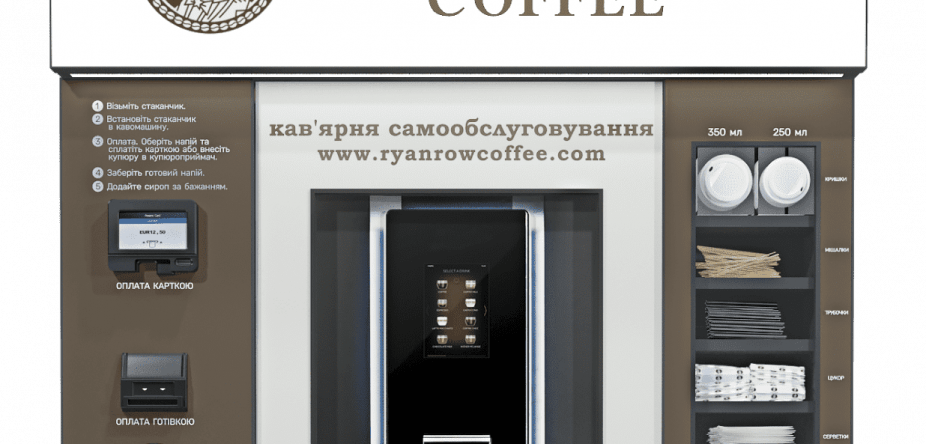 COFFEE
1 Візьміть стаканчик.
2 Встановіть стаканчик
в кавомашину.
3 Оплата. Оберіть напій та
сплатіть карткою або внесіть
купюру в купюроприймач.
4 Заберіть готовий напій.
5 Додайте сироп за бажанням.
EUR12,50
ОПЛАТА КАРТКОЮ
ОПЛАТА ГОТІВКОЮ
кав'ярня самообслуговування
www.ryanrowcoffee.com
350 мл 250 мл
КРИШКИ
МІШАЛКИ
ТРУБОЧКИ
ЦУКОР
СЕРВЕТКИ